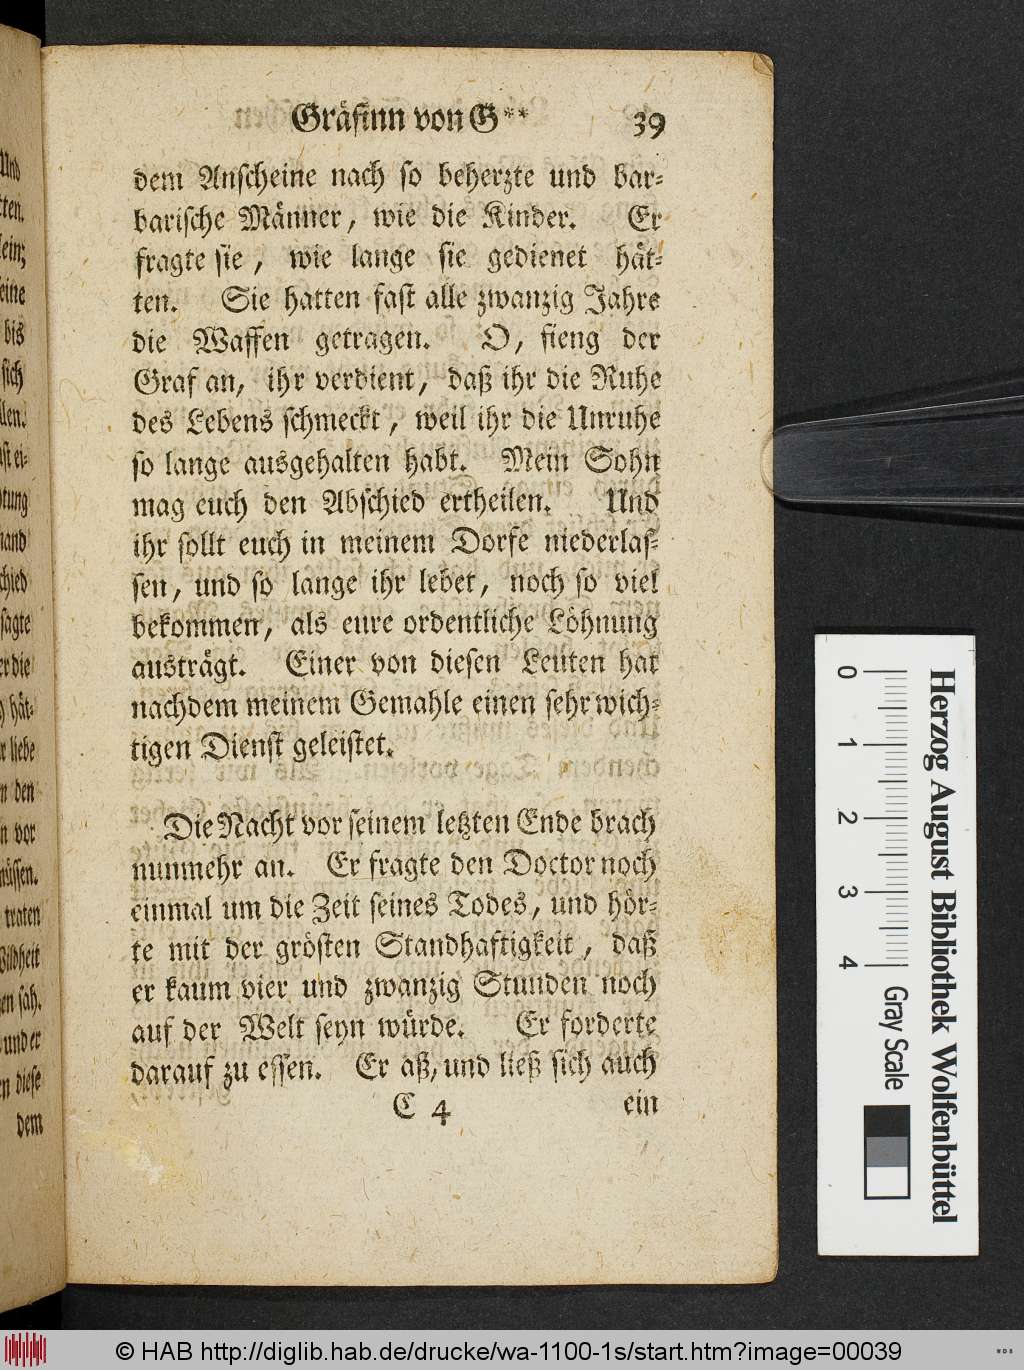 Gräfinn von G** 39
dem Anſcheine nach ſo beherzte und bar-
bariſche Männer, wie die Kinder. Er
fragte ſie, wie lange ſie gedienet hät-
ten. Sie hatten faſt alle zwanzig Jahre
die Waffen getragen. O, fieng der
Graf an, ihr verdient, daß ihr die Ruhe
des Lebens ſchmeckt, weil ihr die Unruhe
ſo lange ausgehalten habt. Mein Sohn
mag euch den Abſchied ertheilen. Und
ihr ſollt euch in meinem Dorfe niederlaſ-
ſen, und ſo lange ihr lebet, noch ſo viel
bekommen, als eure ordentliche Löhnung
austrägt. Einer von dieſen Leuten hat
nachdem meinem Gemahle einen ſehr wich-
tigen Dienſt geleiſtet.
Die Nacht vor ſeinem letzten Ende brach
nunmehr an. Er fragte den Doctor noch
einmal um die Zeit ſeines Todes, und hör-
te mit der gröſten Standhaftigkeit, daß
er kaum vier und zwanzig Stunden noch
auf der Welt ſeyn würde. Er forderte
darauf zu eſſen. Er aß, und ließ ſich auch
C 4 ein
Und
bis
ſich
ſagte
traten
ſah.
dieſe
dem
0 1 2 3 4
Herzog August Bibliothek Wolfenbüttel
Gray Scale
© HAB http://diglib.hab.de/drucke/wa-1100-1s/start.htm?image=00039